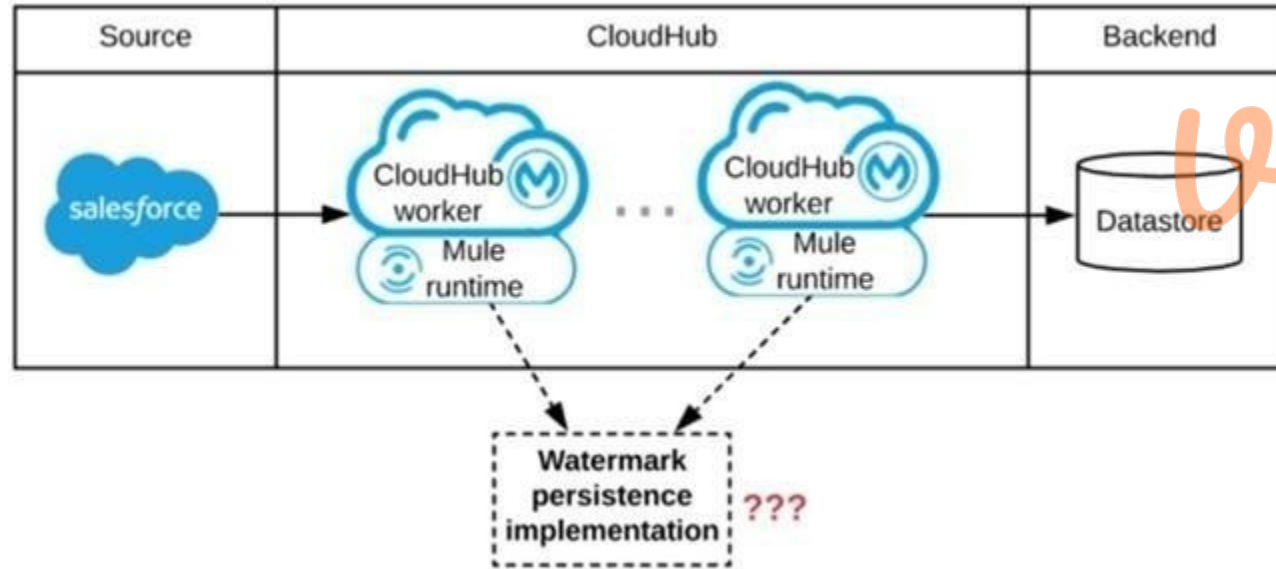 Source
CloudHub
Backend
salesforce
CloudHub
worker
Mule
runtime
CloudHub
worker
Mule
runtime
Datastore
Watermark
persistence
implementation
???